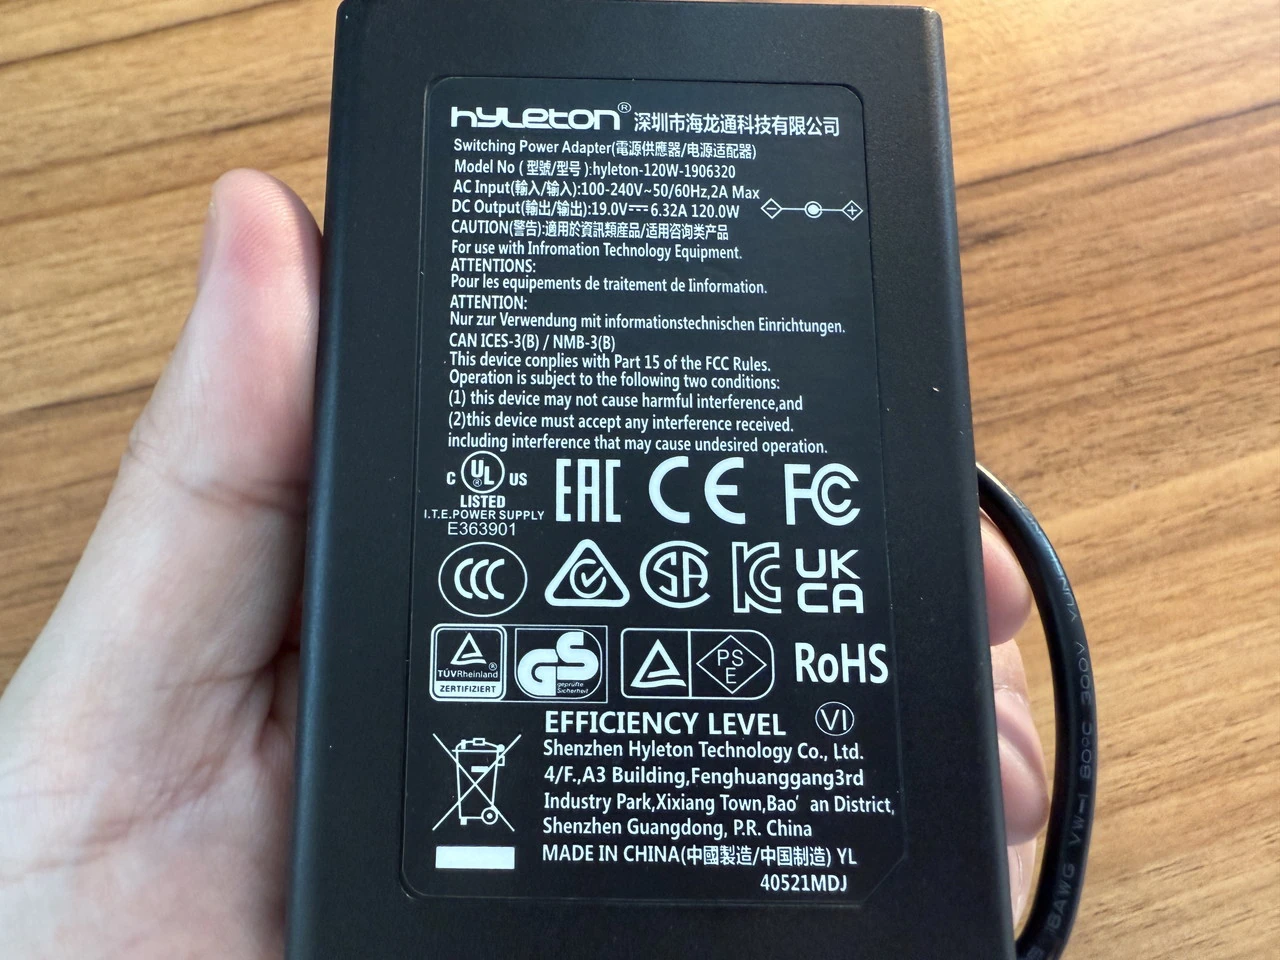 hyleton® 深圳市海龙通科技有限公司
Switching Power Adapter(電源供應器/电源适配器)
Model No ( 型號/型号 ):hyleton-120W-1906320
AC Input(輸入/输入):100-240V~50/60Hz,2A Max
DC Output(輸出/输出):19.0V⎓6.32A 120.0W
CAUTION(警告):適用於資訊類産品/适用咨询类产品
For use with Infromation Technology Equipment.
ATTENTIONS:
Pour les equipements de traitement de Iinformation.
ATTENTION:
Nur zur Verwendung mit informationstechnischen Einrichtungen.
CAN ICES-3(B) / NMB-3(B)
This device conplies with Part 15 of the FCC Rules.
Operation is subject to the following two conditions:
(1) this device may not cause harmful interference,and
(2)this device must accept any interference received.
including interference that may cause undesired operation.
C UL® US
LISTED
I.T.E.POWER SUPPLY
E363901
EAC CE FC
CCC SA KC UK
CA
TÜVRheinland®
ZERTIFIZIERT
GS
geprüfte
Sicherheit
PS
E
RoHS
EFFICIENCY LEVEL VI
Shenzhen Hyleton Technology Co., Ltd.
4/F.,A3 Building,Fenghuanggang3rd
Industry Park,Xixiang Town,Bao' an District,
Shenzhen Guangdong, P.R. China
MADE IN CHINA(中國製造/中国制造) YL
40521MDJ
18AWG VW-1 80°C 300V